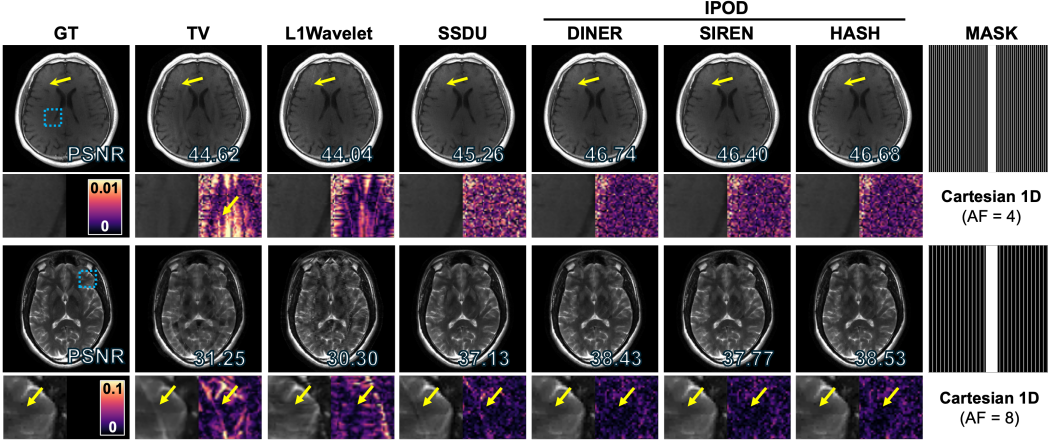 IPOD
GT TV L1Wavelet SSDU DINER SIREN HASH MASK
PSNR 44.62 44.04 45.26 46.74 46.40 46.68
0.01
0
Cartesian 1D
(AF = 4)
PSNR 31.25 30.30 37.13 38.43 37.77 38.53
0.1
0
Cartesian 1D
(AF = 8)